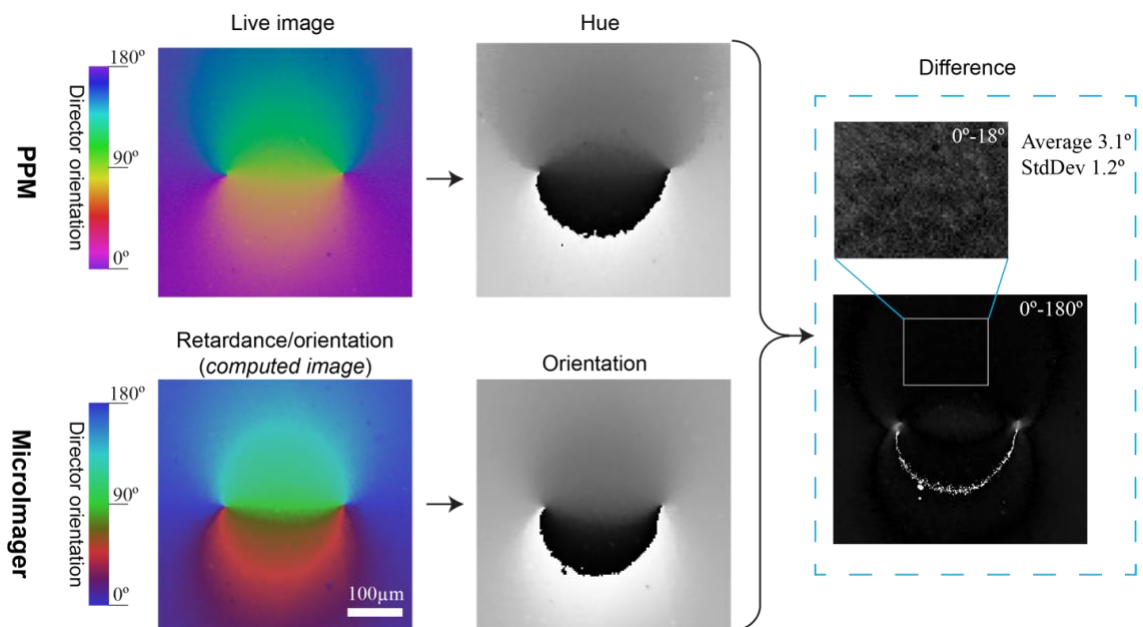 Live image
Hue
180º
90º
0º
Director orientation
PPM
Difference
0º-18º
Average 3.1º
StdDev 1.2º
0º-180º
Retardance/orientation
(computed image)
Orientation
180º
90º
0º
Director orientation
MicroImager
100µm